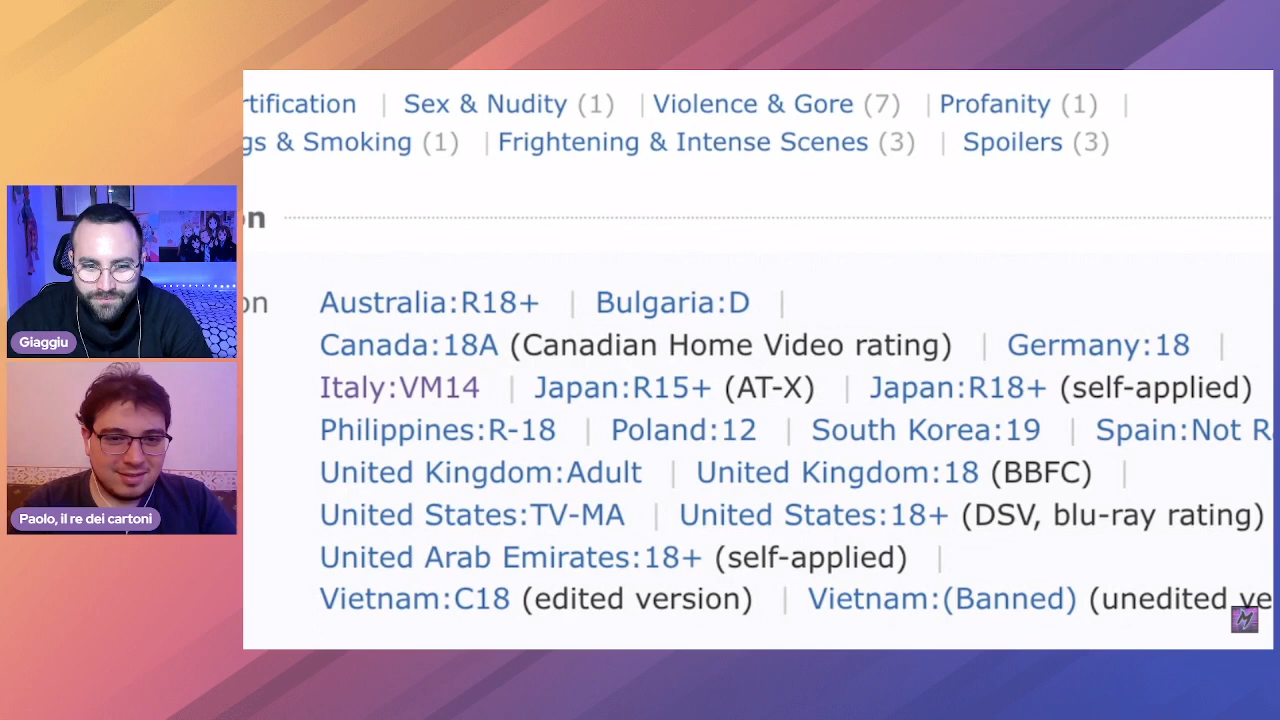 rtification | Sex & Nudity (1) | Violence & Gore (7) | Profanity (1) |
gs & Smoking (1) | Frightening & Intense Scenes (3) | Spoilers (3)
on
on Australia:R18+ | Bulgaria:D |
Canada:18A (Canadian Home Video rating) | Germany:18 |
Italy:VM14 | Japan:R15+ (AT-X) | Japan:R18+ (self-applied)
Philippines:R-18 | Poland:12 | South Korea:19 | Spain:Not R
United Kingdom:Adult | United Kingdom:18 (BBFC) |
United States:TV-MA | United States:18+ (DSV, blu-ray rating)
United Arab Emirates:18+ (self-applied) |
Vietnam:C18 (edited version) | Vietnam:(Banned) (unedited ve
Giaggiu
Paolo, il re dei cartoni
M